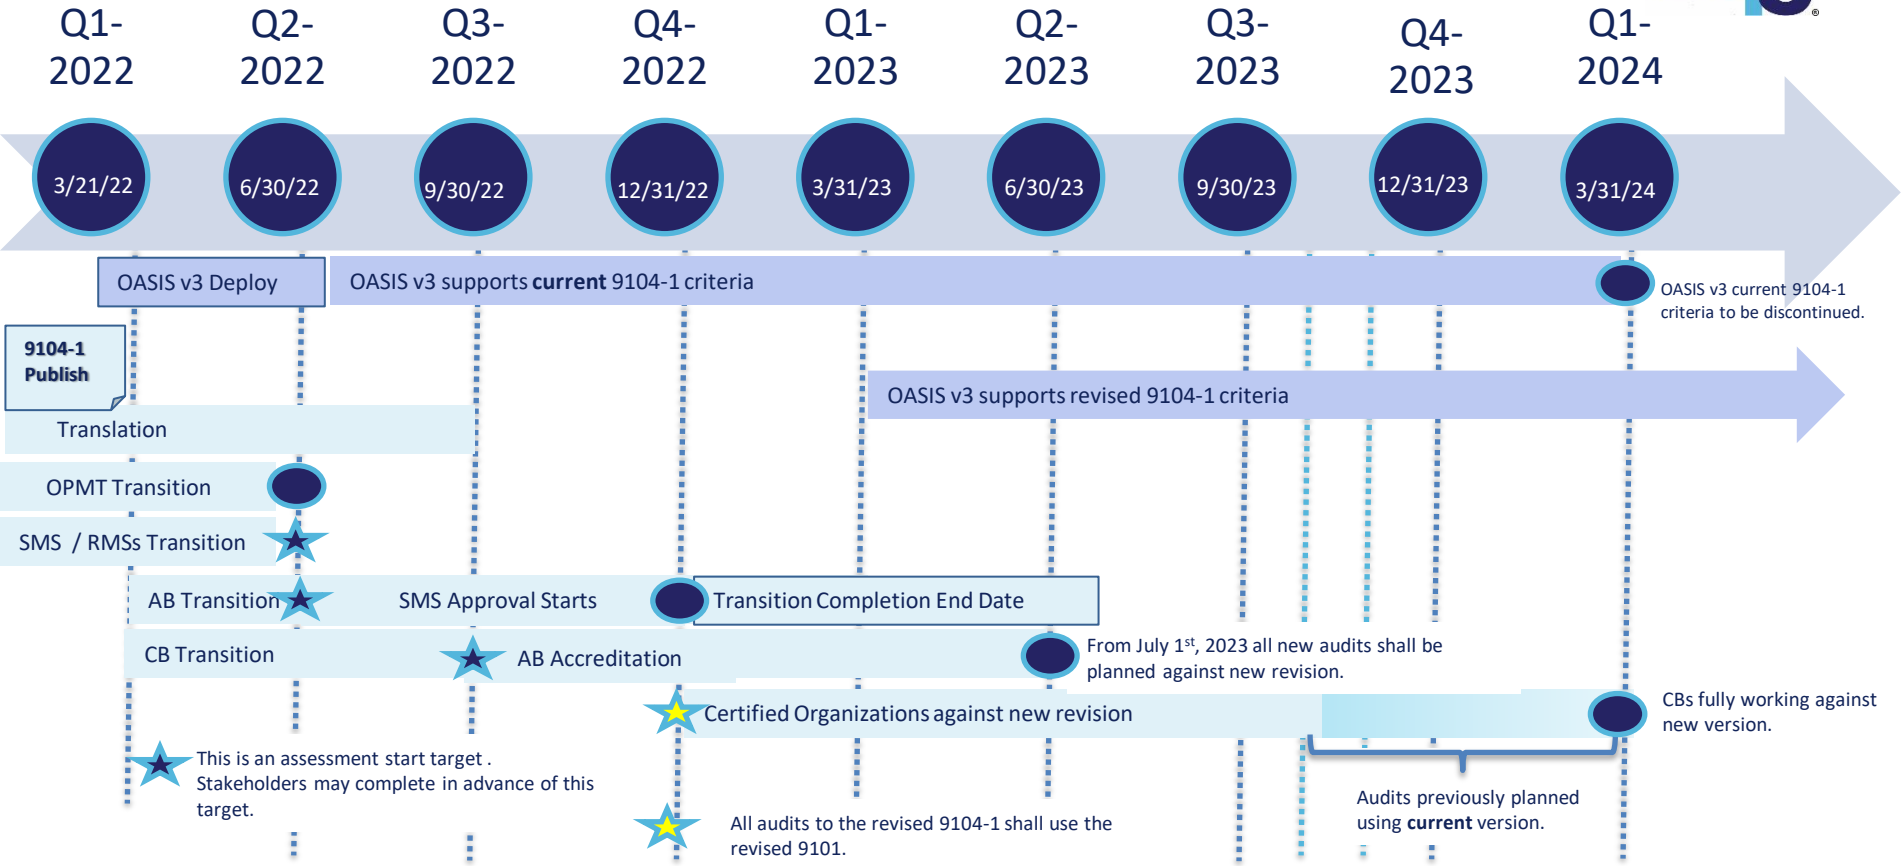 Q1-
2022
Q2-
2022
Q3-
2022
Q4-
2022
Q1-
2023
Q2-
2023
Q3-
2023
Q4-
2023
Q1-
2024
®
3/21/22
6/30/22
9/30/22
12/31/22
3/31/23
6/30/23
9/30/23
12/31/23
3/31/24
OASIS v3 Deploy
OASIS v3 supports current 9104-1 criteria
OASIS v3 current 9104-1
criteria to be discontinued.
9104-1
Publish
OASIS v3 supports revised 9104-1 criteria
Translation
OPMT Transition
SMS / RMSs Transition
AB Transition
SMS Approval Starts
Transition Completion End Date
CB Transition
AB Accreditation
From July 1st, 2023 all new audits shall be
planned against new revision.
Certified Organizations against new revision
CBs fully working against
new version.
This is an assessment start target .
Stakeholders may complete in advance of this
target.
Audits previously planned
using current version.
All audits to the revised 9104-1 shall use the
revised 9101.